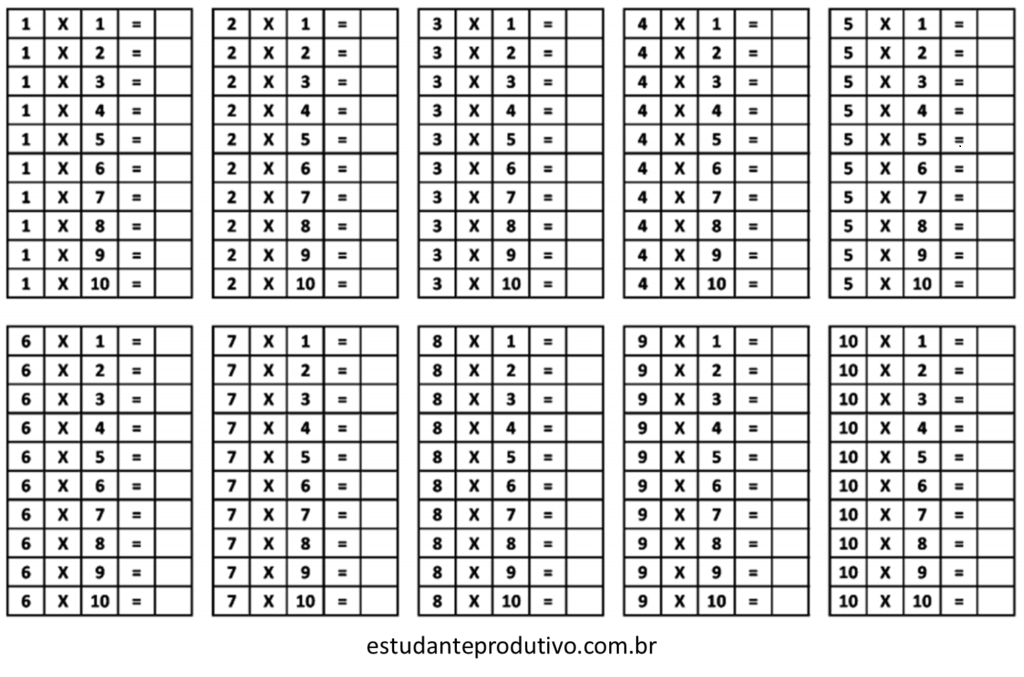 1 X 1 =
1 X 2 =
1 X 3 =
1 X 4 =
1 X 5 =
1 X 6 =
1 X 7 =
1 X 8 =
1 X 9 =
1 X 10 =
2 X 1 =
2 X 2 =
2 X 3 =
2 X 4 =
2 X 5 =
2 X 6 =
2 X 7 =
2 X 8 =
2 X 9 =
2 X 10 =
3 X 1 =
3 X 2 =
3 X 3 =
3 X 4 =
3 X 5 =
3 X 6 =
3 X 7 =
3 X 8 =
3 X 9 =
3 X 10 =
4 X 1 =
4 X 2 =
4 X 3 =
4 X 4 =
4 X 5 =
4 X 6 =
4 X 7 =
4 X 8 =
4 X 9 =
4 X 10 =
5 X 1 =
5 X 2 =
5 X 3 =
5 X 4 =
5 X 5 =
5 X 6 =
5 X 7 =
5 X 8 =
5 X 9 =
5 X 10 =
6 X 1 =
6 X 2 =
6 X 3 =
6 X 4 =
6 X 5 =
6 X 6 =
6 X 7 =
6 X 8 =
6 X 9 =
6 X 10 =
7 X 1 =
7 X 2 =
7 X 3 =
7 X 4 =
7 X 5 =
7 X 6 =
7 X 7 =
7 X 8 =
7 X 9 =
7 X 10 =
8 X 1 =
8 X 2 =
8 X 3 =
8 X 4 =
8 X 5 =
8 X 6 =
8 X 7 =
8 X 8 =
8 X 9 =
8 X 10 =
9 X 1 =
9 X 2 =
9 X 3 =
9 X 4 =
9 X 5 =
9 X 6 =
9 X 7 =
9 X 8 =
9 X 9 =
9 X 10 =
10 X 1 =
10 X 2 =
10 X 3 =
10 X 4 =
10 X 5 =
10 X 6 =
10 X 7 =
10 X 8 =
10 X 9 =
10 X 10 =
estudanteprodutivo.com.br